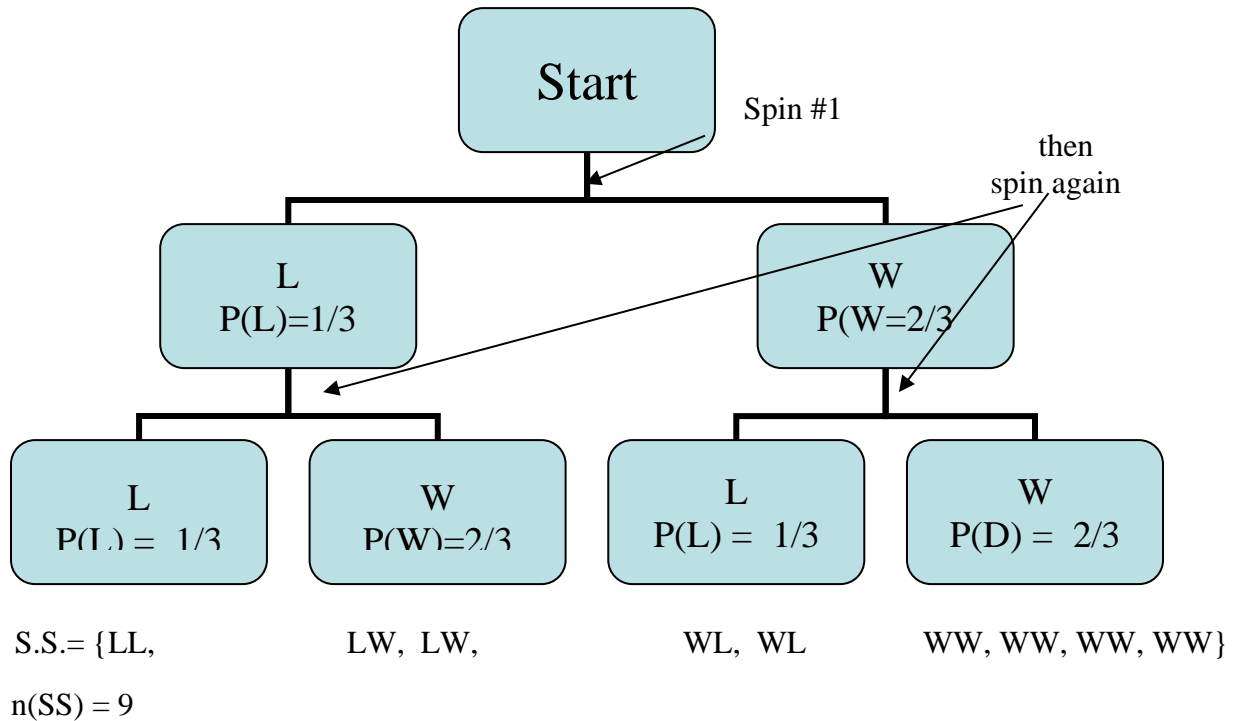 Start
Spin #1
then
spin again
L
P(L)=1/3
W
P(W=2/3
L
P(L) = 1/3
W
P(W)=2/3
L
P(L) = 1/3
W
P(D) = 2/3
S.S.= {LL, LW, LW, WL, WL WW, WW, WW, WW}
n(SS) = 9